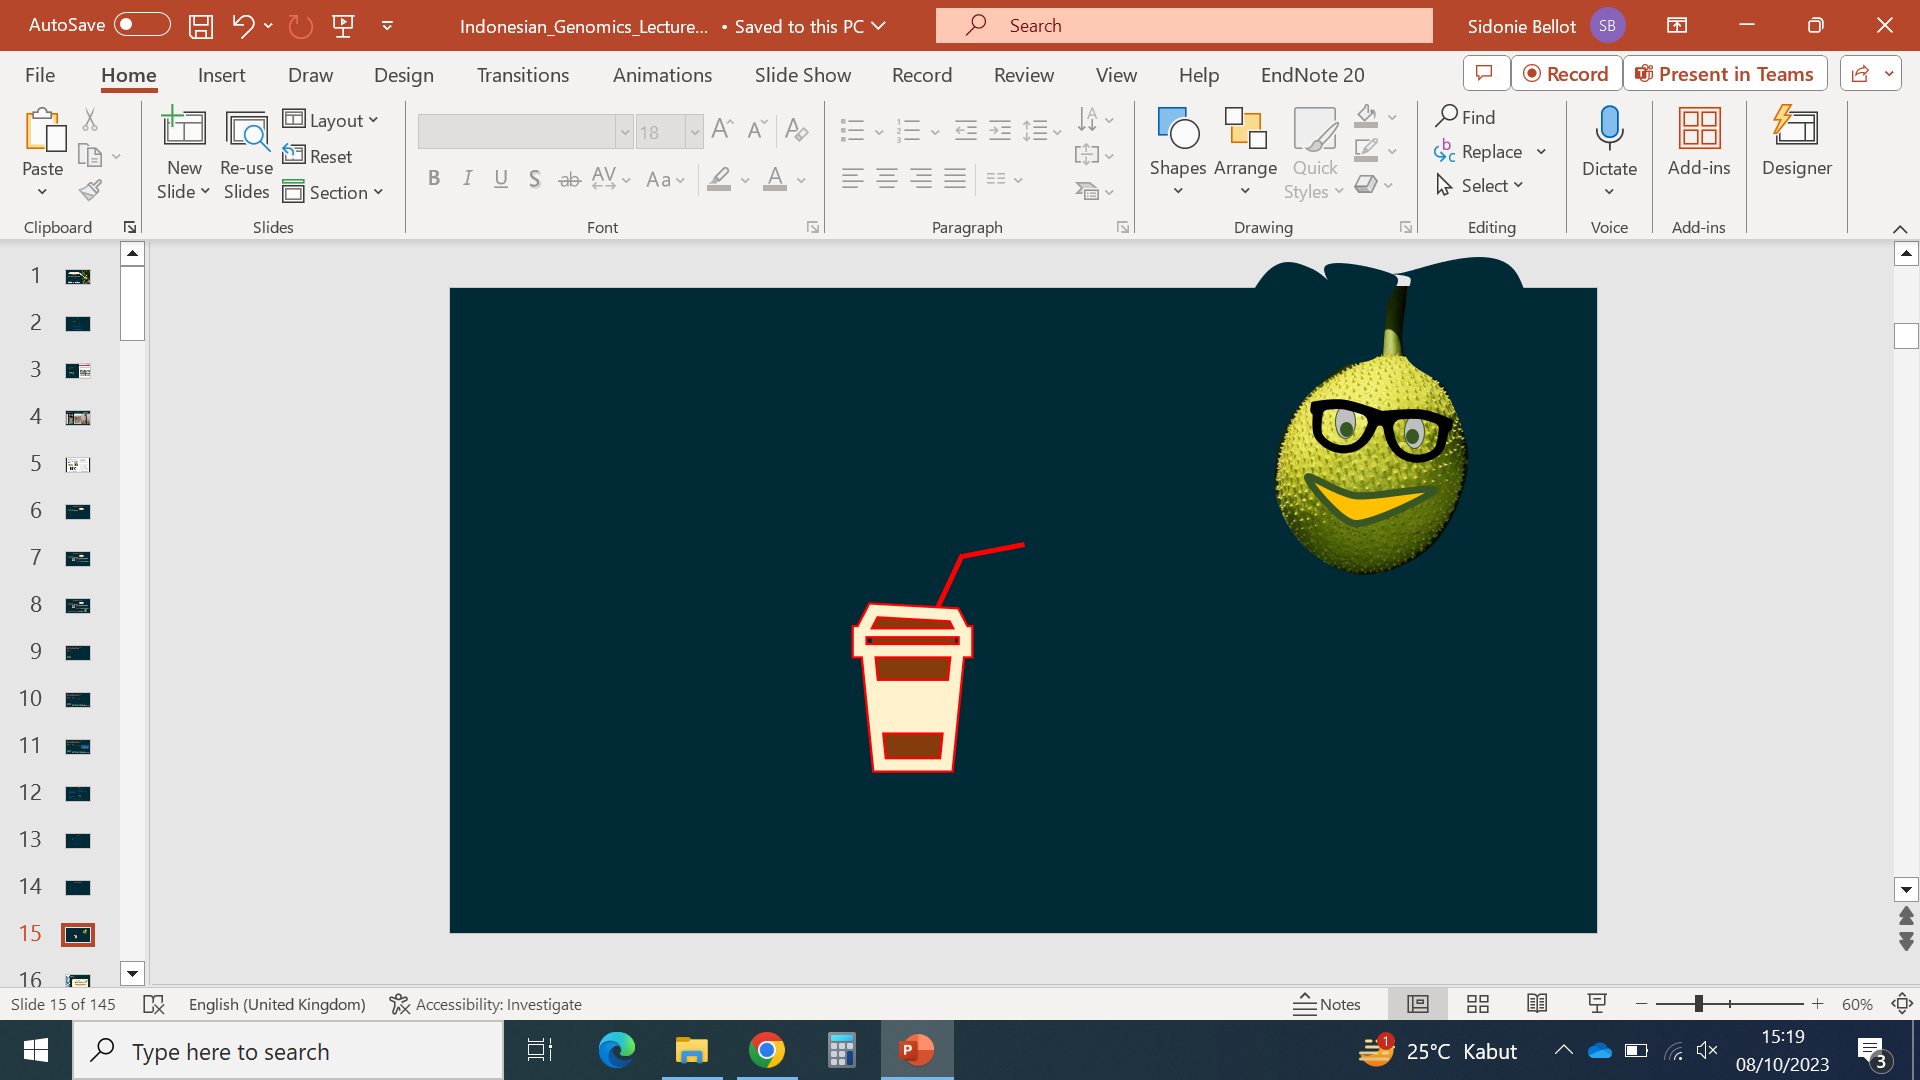 AutoSave
Indonesian_Genomics_Lecture... • Saved to this PC
Search
Sidonie Bellot SB
File Home Insert Draw Design Transitions Animations Slide Show Record Review View Help EndNote 20
Record Present in Teams
Paste
New Slide
Re-use Slides
Layout
Reset
Section
18
B I U S ab AV Aa A
Shapes
Arrange
Quick Styles
Find
Replace
Select
Dictate
Add-ins
Designer
Clipboard Slides Font Paragraph Drawing Editing Voice Add-ins
1
2
3
4
5
6
7
8
9
10
11
12
13
14
15
16
Slide 15 of 145 English (United Kingdom) Accessibility: Investigate Notes 60%
Type here to search
1
25°C Kabut
15:19
08/10/2023
3